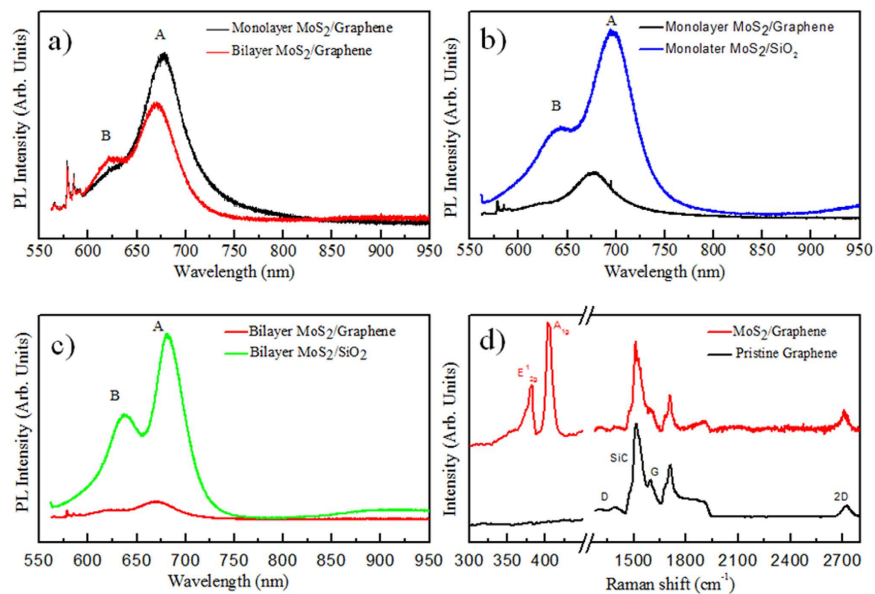 a)
Monolayer MoS₂/Graphene
Bilayer MoS₂/Graphene
A
B
PL Intensity (Arb. Units)
550 600 650 700 750 800 850 900 950
Wavelength (nm)
b)
Monolayer MoS₂/Graphene
Monolater MoS₂/SiO₂
A
B
PL Intensity (Arb. Units)
550 600 650 700 750 800 850 900 950
Wavelength (nm)
c)
Bilayer MoS₂/Graphene
Bilayer MoS₂/SiO₂
A
B
PL Intensity (Arb. Units)
550 600 650 700 750 800 850 900 950
Wavelength (nm)
d)
MoS₂/Graphene
Pristine Graphene
A₁g
E¹₂g
SiC
D
G
2D
Intensity (Arb. Units)
300 400 1500 1800 2100 2400 2700
Raman shift (cm⁻¹)